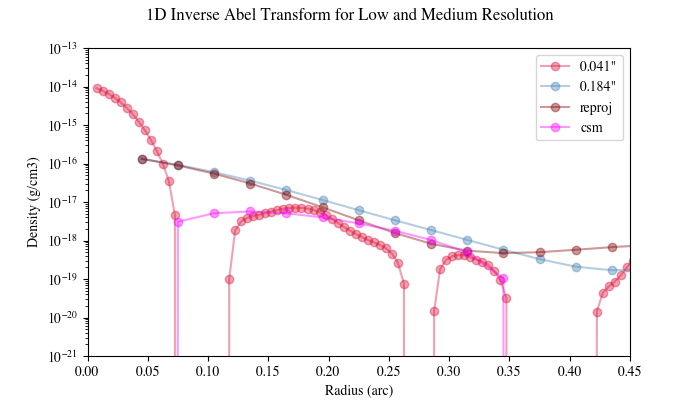 1D Inverse Abel Transform for Low and Medium Resolution
10⁻¹³
10⁻¹⁴
10⁻¹⁵
10⁻¹⁶
10⁻¹⁷
10⁻¹⁸
10⁻¹⁹
10⁻²⁰
10⁻²¹
Density (g/cm3)
0.041"
0.184"
reproj
csm
0.00 0.05 0.10 0.15 0.20 0.25 0.30 0.35 0.40 0.45
Radius (arc)